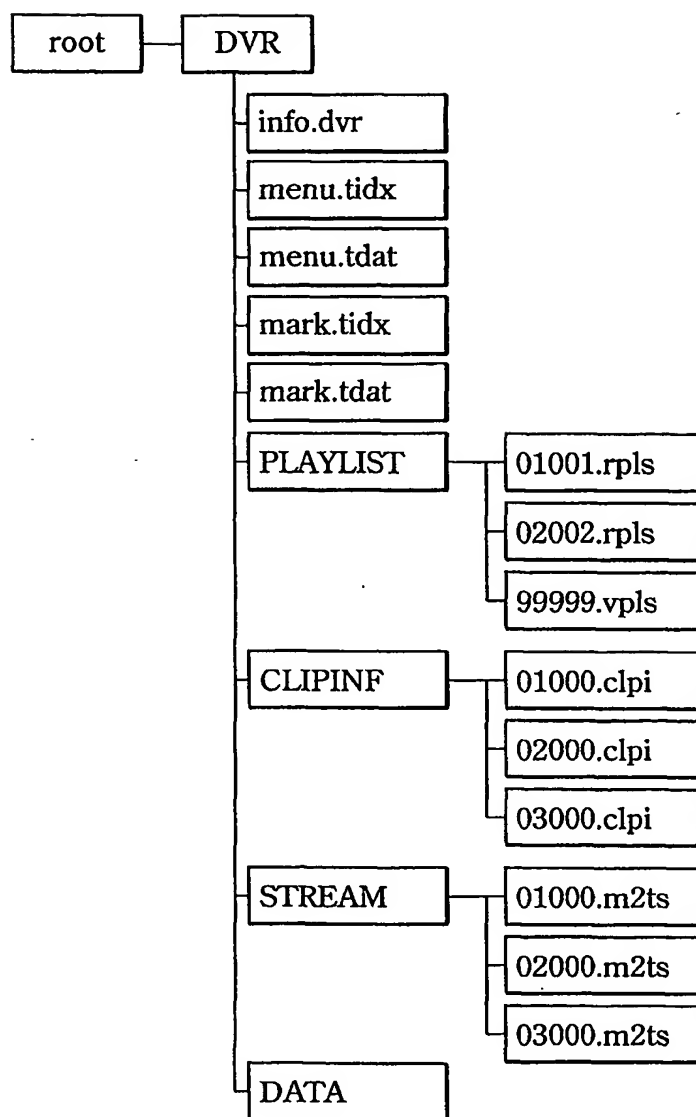 root
DVR
info.dvr
menu.tidx
menu.tdat
mark.tidx
mark.tdat
PLAYLIST
01001.rpls
02002.rpls
99999.vpls
CLIPINF
01000.clpi
02000.clpi
03000.clpi
STREAM
01000.m2ts
02000.m2ts
03000.m2ts
DATA